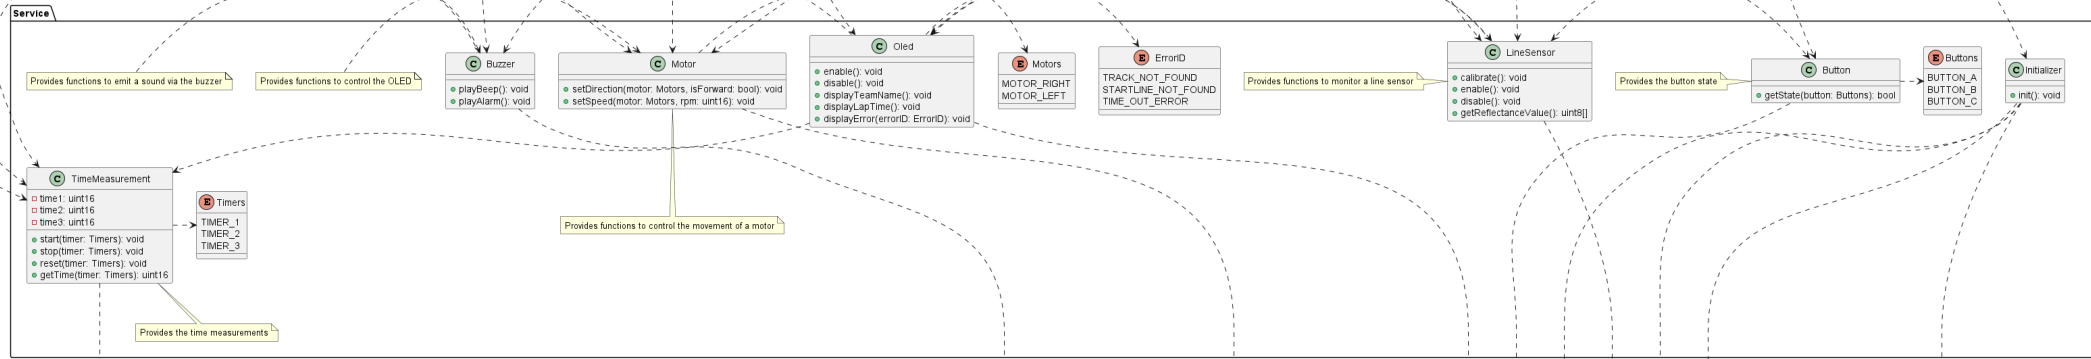 Service
Provides functions to emit a sound via the buzzer
Provides functions to control the OLED
C Buzzer
playBeep(): void
playAlarm(): void
C Motor
setDirection(motor: Motors, isForward: bool): void
setSpeed(motor: Motors, rpm: uint16): void
C Oled
enable(): void
disable(): void
displayTeamName(): void
displayLapTime(): void
displayError(errorID: ErrorID): void
E Motors
MOTOR_RIGHT
MOTOR_LEFT
E ErrorID
TRACK_NOT_FOUND
STARTLINE_NOT_FOUND
TIME_OUT_ERROR
Provides functions to monitor a line sensor
C LineSensor
calibrate(): void
enable(): void
disable(): void
getReflectanceValue(): uint8[]
Provides the button state
C Button
getState(button: Buttons): bool
E Buttons
BUTTON_A
BUTTON_B
BUTTON_C
C Initializer
init(): void
C TimeMeasurement
time1: uint16
time2: uint16
time3: uint16
start(timer: Timers): void
stop(timer: Timers): void
reset(timer: Timers): void
getTime(timer: Timers): uint16
E Timers
TIMER_1
TIMER_2
TIMER_3
Provides functions to control the movement of a motor
Provides the time measurements